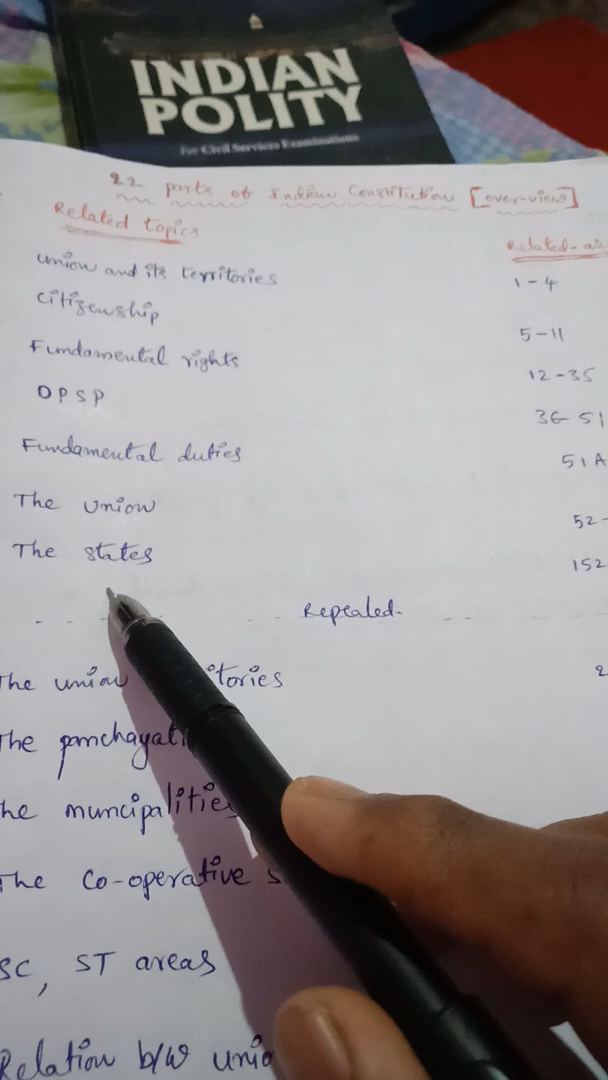 INDIAN
POLITY
For Civil Services Examinations
22 parts of Indian Constitution [over-view]
Related topics
Related-
Union and its territories 1-4
Citizenship 5-11
Fundamental rights 12-35
DPSP 36-51
Fundamental duties 51A
The Union 52-
The states 152
Repealed-
The union 2
The panchayat
he muncipalities
The Co-operative s
SC, ST areas
Relation b/w unio